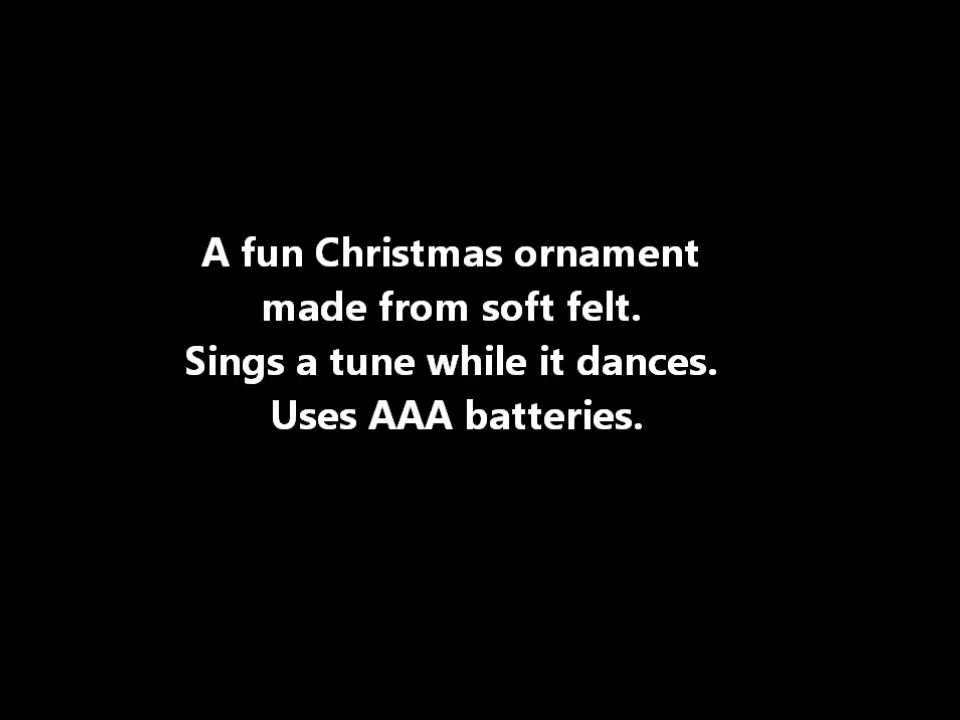 A fun Christmas ornament
made from soft felt.
Sings a tune while it dances.
Uses AAA batteries.